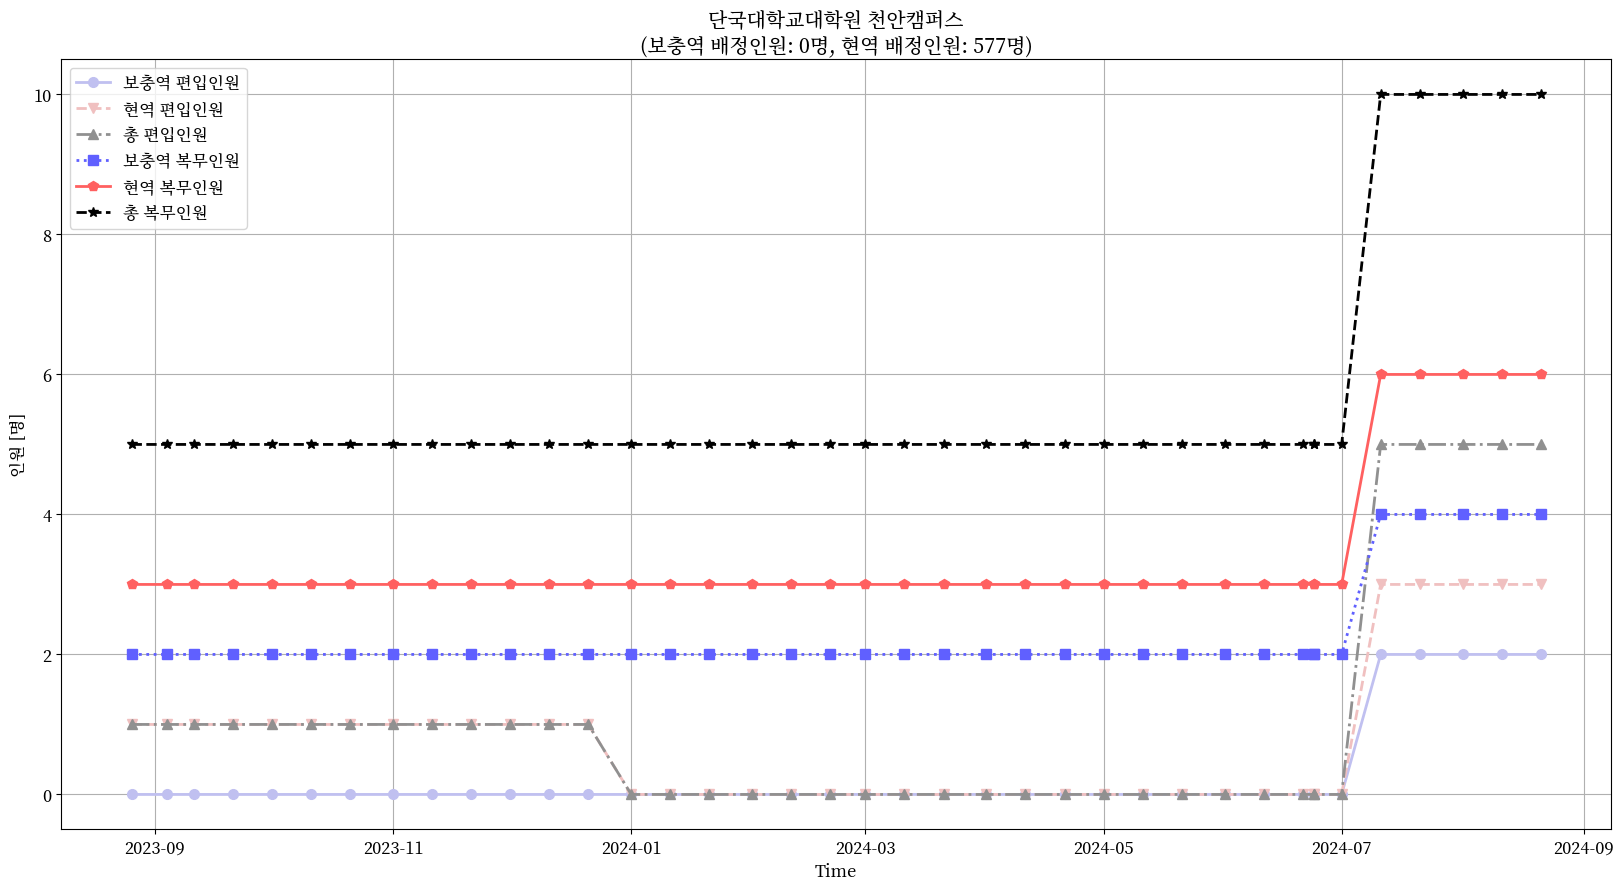 단국대학교대학원 천안캠퍼스
(보충역 배정인원: 0명, 현역 배정인원: 577명)
보충역 편입인원
현역 편입인원
총 편입인원
보충역 복무인원
현역 복무인원
총 복무인원
인원 [명]
10
8
6
4
2
0
2023-09
2023-11
2024-01
2024-03
2024-05
2024-07
2024-09
Time